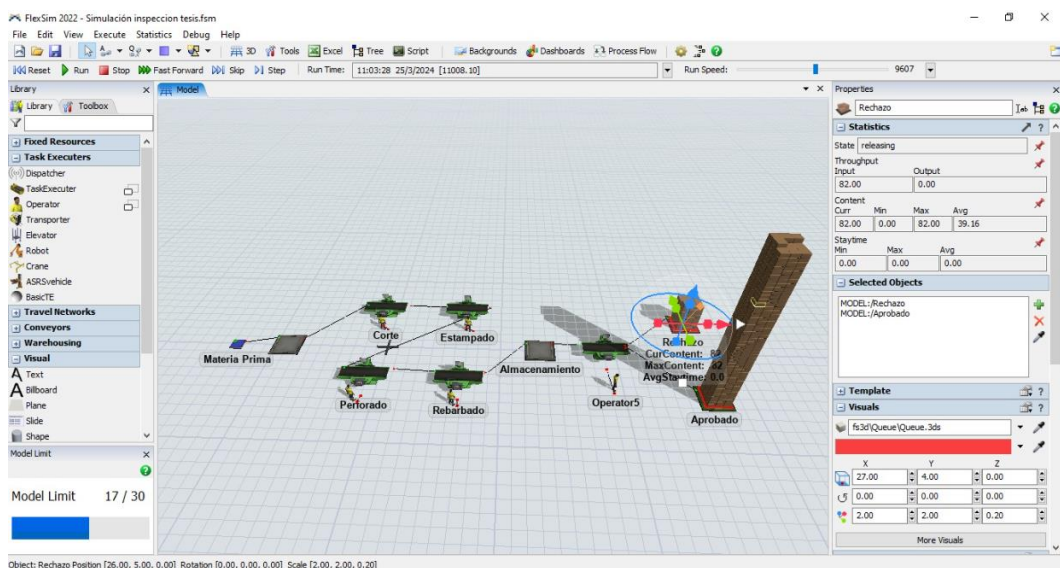 FlexSim 2022 - Simulación inspeccion tesis.fsm
File Edit View Execute Statistics Debug Help
3D Tools Excel Tree Script Backgrounds Dashboards Process Flow
Reset Run Stop Fast Forward Skip Step Run Time: 11:03:28 25/3/2024 [11008.10] Run Speed: 9607
Library
Library Toolbox
Fixed Resources
Task Executers
Dispatcher
TaskExecuter
Operator
Transporter
Elevator
Robot
Crane
ASRSvehicle
BasicTE
Travel Networks
Conveyors
Warehousing
Visual
Text
Billboard
Plane
Slide
Shape
Model Limit
Model Limit 17 / 30
Model
Materia Prima
Corte
Estampado
Perforado
Rebarbado
Almacenamiento
Operator5
Rechazo
CurContent: 82
MaxContent: 82
AvgStaytime: 0.0
Aprobado
Properties
Rechazo
Statistics
State releasing
Throughput
Input Output
82.00 0.00
Content
Curr Min Max Avg
82.00 0.00 82.00 39.16
Staytime
Min Max Avg
0.00 0.00 0.00
Selected Objects
MODEL:/Rechazo
MODEL:/Aprobado
Template
Visuals
fs3d\Queue\Queue.3ds
X Y Z
27.00 4.00 0.00
0.00 0.00 0.00
2.00 2.00 0.20
More Visuals
Object: Rechazo Position [26.00, 5.00, 0.00] Rotation [0.00, 0.00, 0.00] Scale [2.00, 2.00, 0.20]